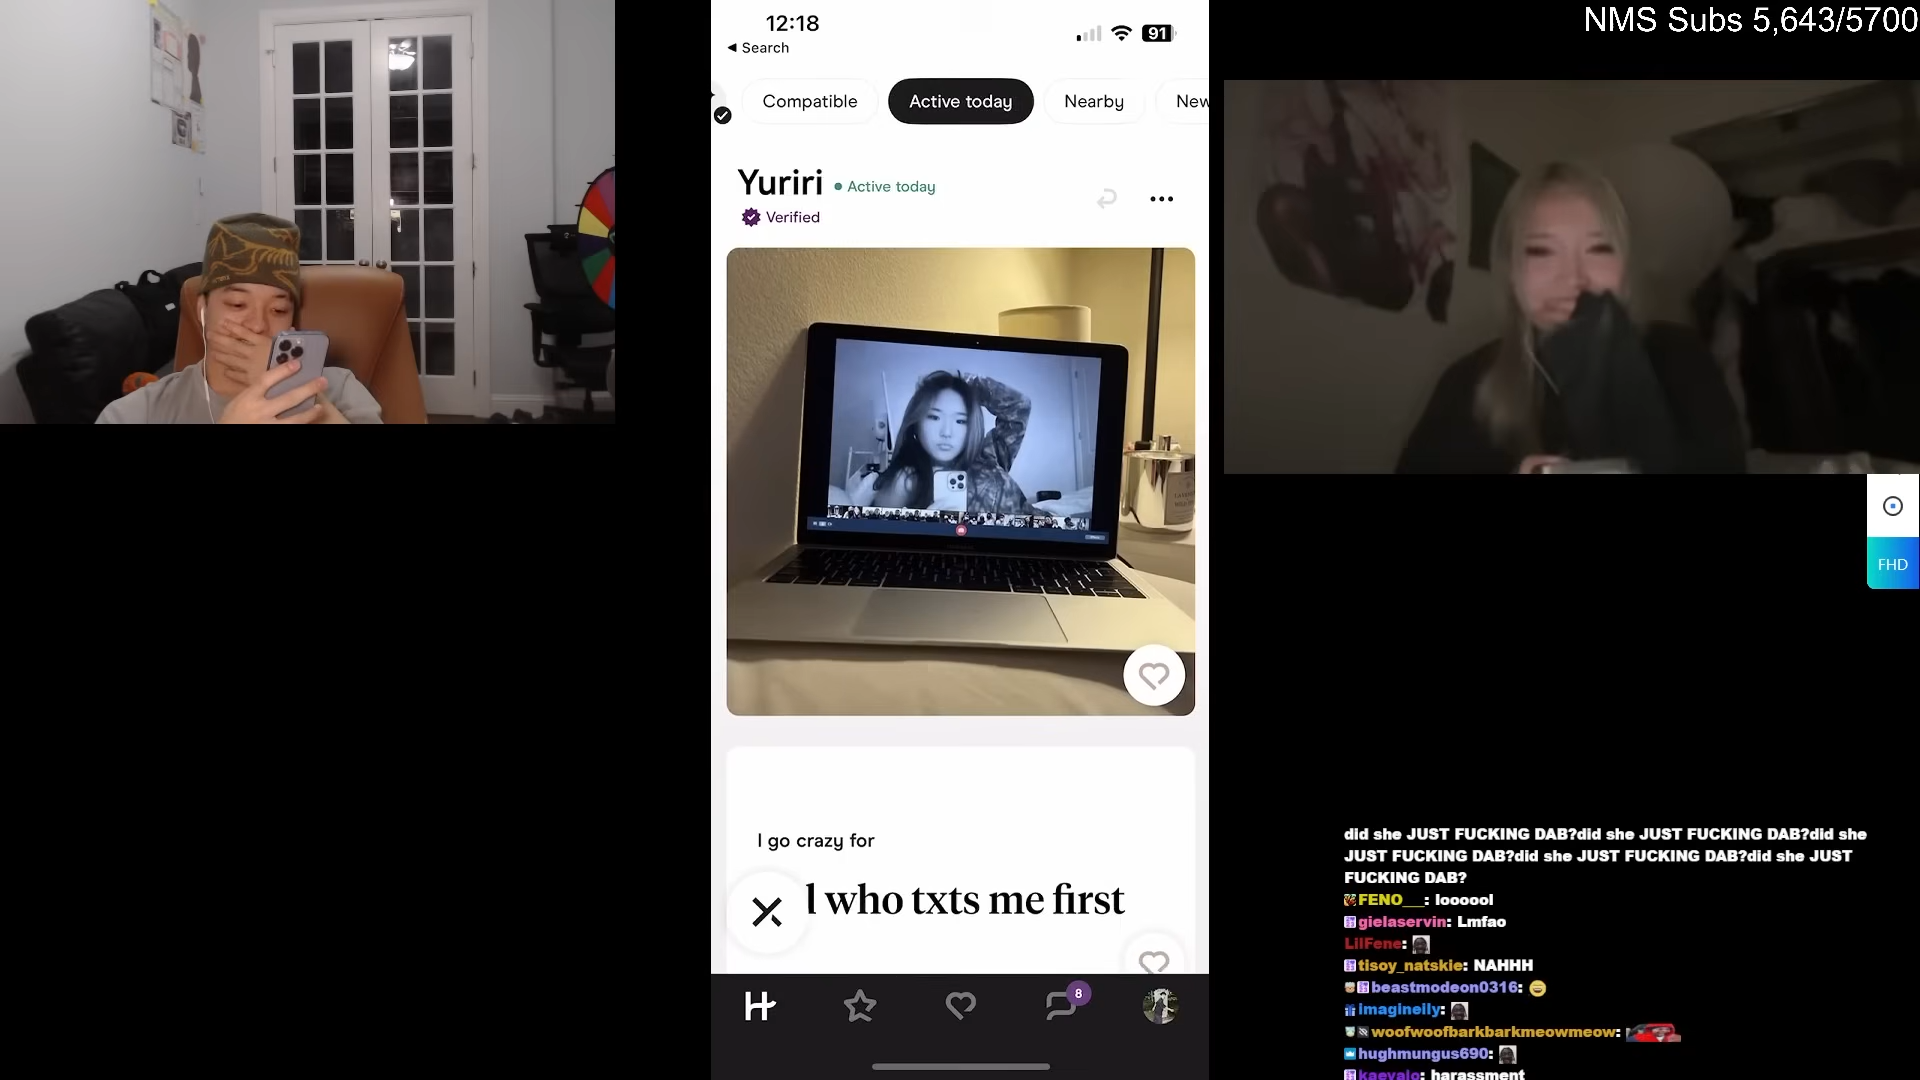 NMS Subs 5,643/5700
12:18
91
Search
Compatible
Active today
Nearby
New
Yuriri
Active today
Verified
I go crazy for
l who txts me first
8
FHD
did she JUST FUCKING DAB?did she JUST FUCKING DAB?did she
JUST FUCKING DAB?did she JUST FUCKING DAB?did she JUST
FUCKING DAB?
FENO___: loooool
gielaservin: Lmfao
LilFene:
tisoy_natskie: NAHHH
beastmodeon0316:
imaginelly:
woofwoofbarkbarkmeowmeow:
hughmungus690:
kaevalo: harassment